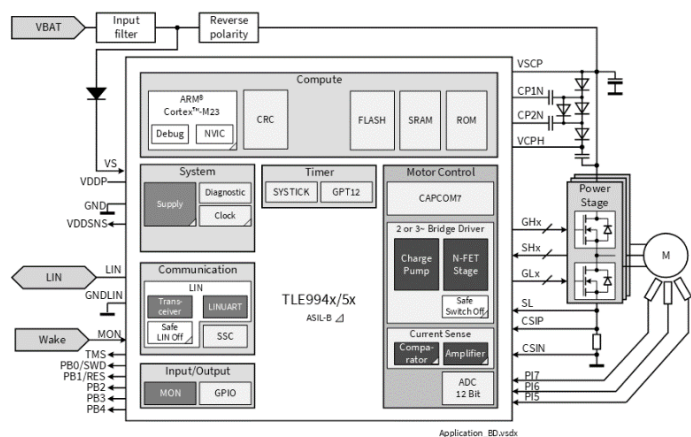 VBAT
Input
filter
Reverse
polarity
VSCP
CP1N
CP2N
VCPH
Compute
ARM®
Cortex™-M23
Debug
NVIC
CRC
FLASH
SRAM
ROM
VS
VDDP
GND
VDDSNS
System
Supply
Diagnostic
Clock
Timer
SYSTICK
GPT12
Motor Control
CAPCOM7
2 or 3~ Bridge Driver
Charge
Pump
N-FET
Stage
Safe
Switch Off
Current Sense
Compa-
rator
Amplifier
ADC
12 Bit
Power
Stage
GHx
SHx
GLx
SL
CSIP
CSIN
M
PI7
PI6
PI5
LIN
LIN
GNDLIN
Communication
LIN
Trans-
ceiver
LINUART
Safe
LIN Off
SSC
TLE994x/5x
ASIL-B
Wake
MON
TMS
PB0/SWD
PB1/RES
PB2
PB3
PB4
Input/Output
MON
GPIO
Application_BD.vsdx